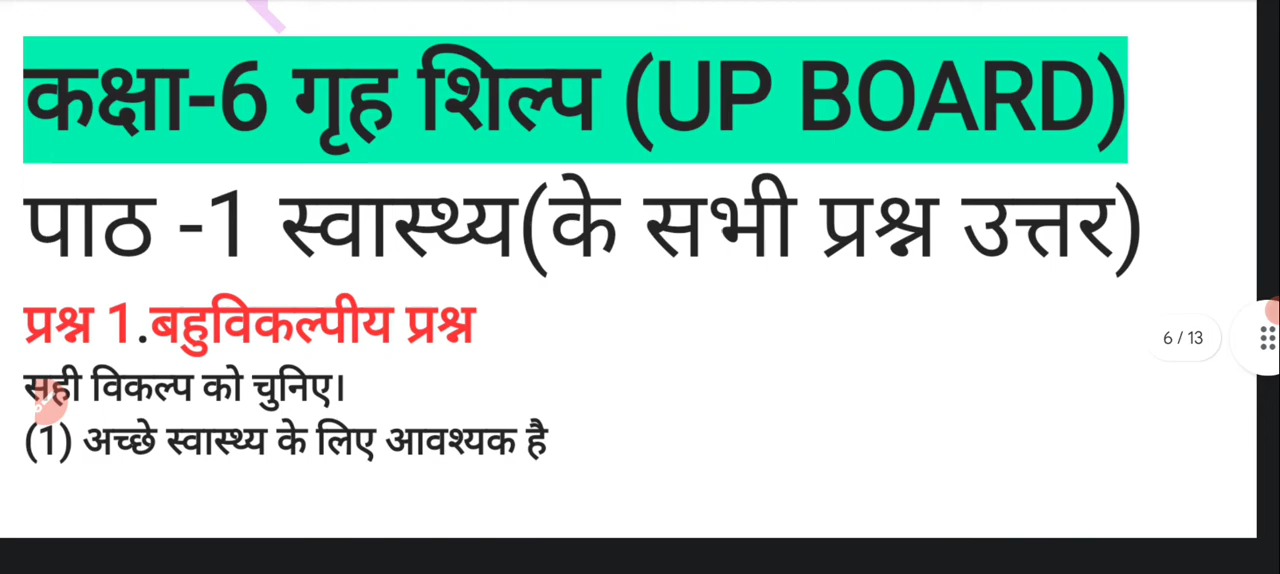 कक्षा-6 गृह शिल्प (UP BOARD)
पाठ -1 स्वास्थ्य(के सभी प्रश्न उत्तर)
प्रश्न 1.बहुविकल्पीय प्रश्न
सही विकल्प को चुनिए।
(1) अच्छे स्वास्थ्य के लिए आवश्यक है
6 / 13